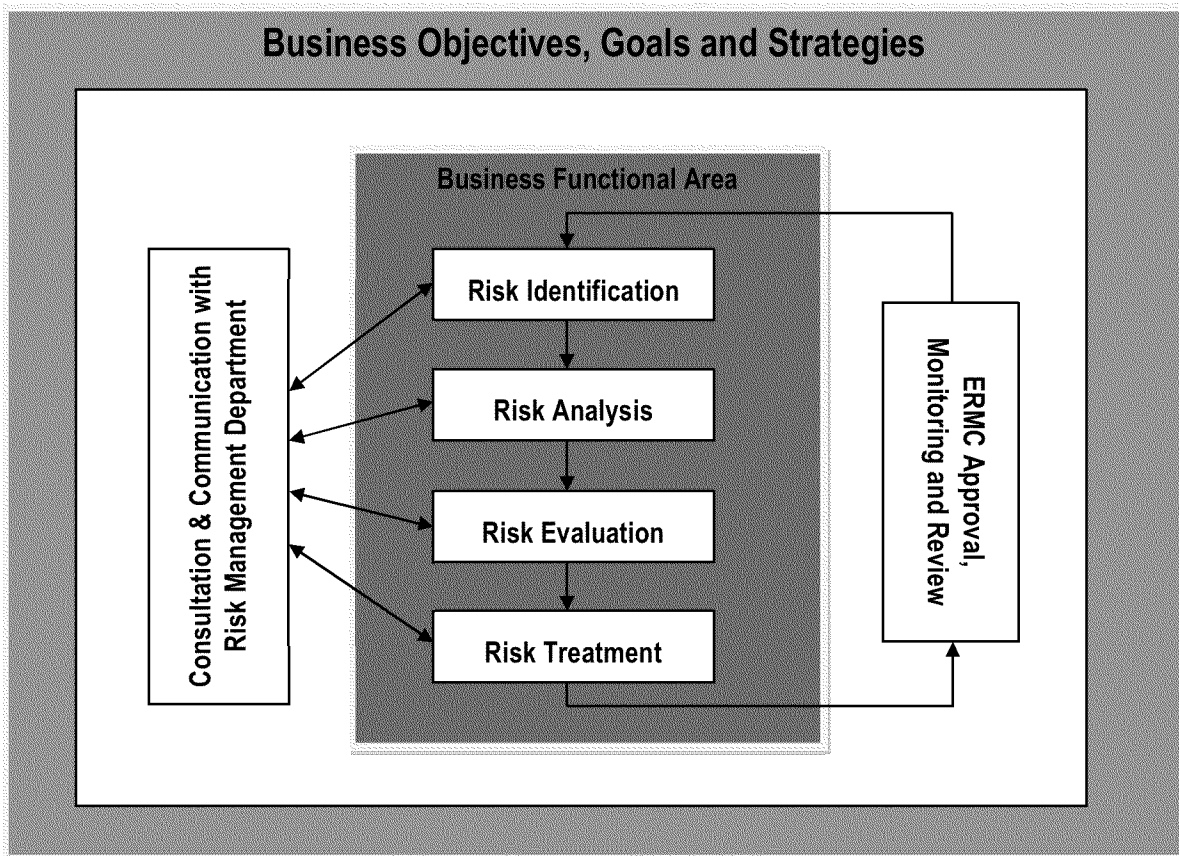 Business Objectives, Goals and Strategies
Business Functional Area
Consultation & Communication with
Risk Management Department
Risk Identification
Risk Analysis
Risk Evaluation
Risk Treatment
ERMC Approval,
Monitoring and Review